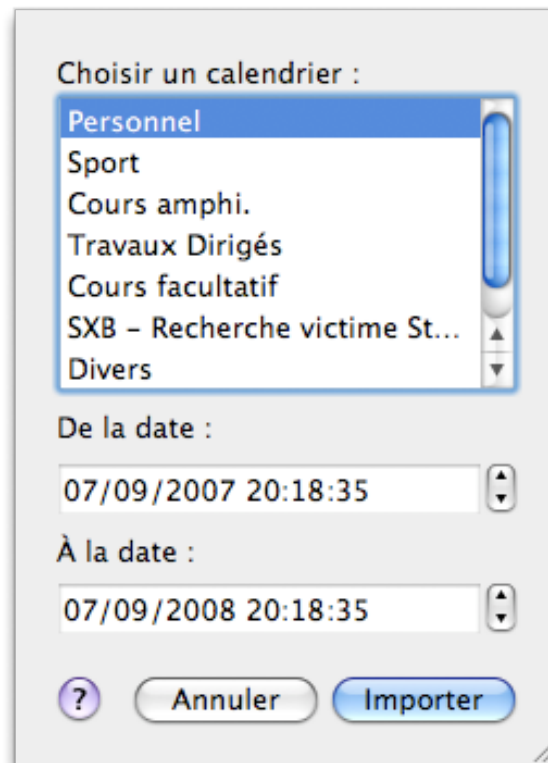 Choisir un calendrier :
Personnel
Sport
Cours amphi.
Travaux Dirigés
Cours facultatif
SXB – Recherche victime St...
Divers
De la date :
07/09/2007 20:18:35
À la date :
07/09/2008 20:18:35
? Annuler Importer